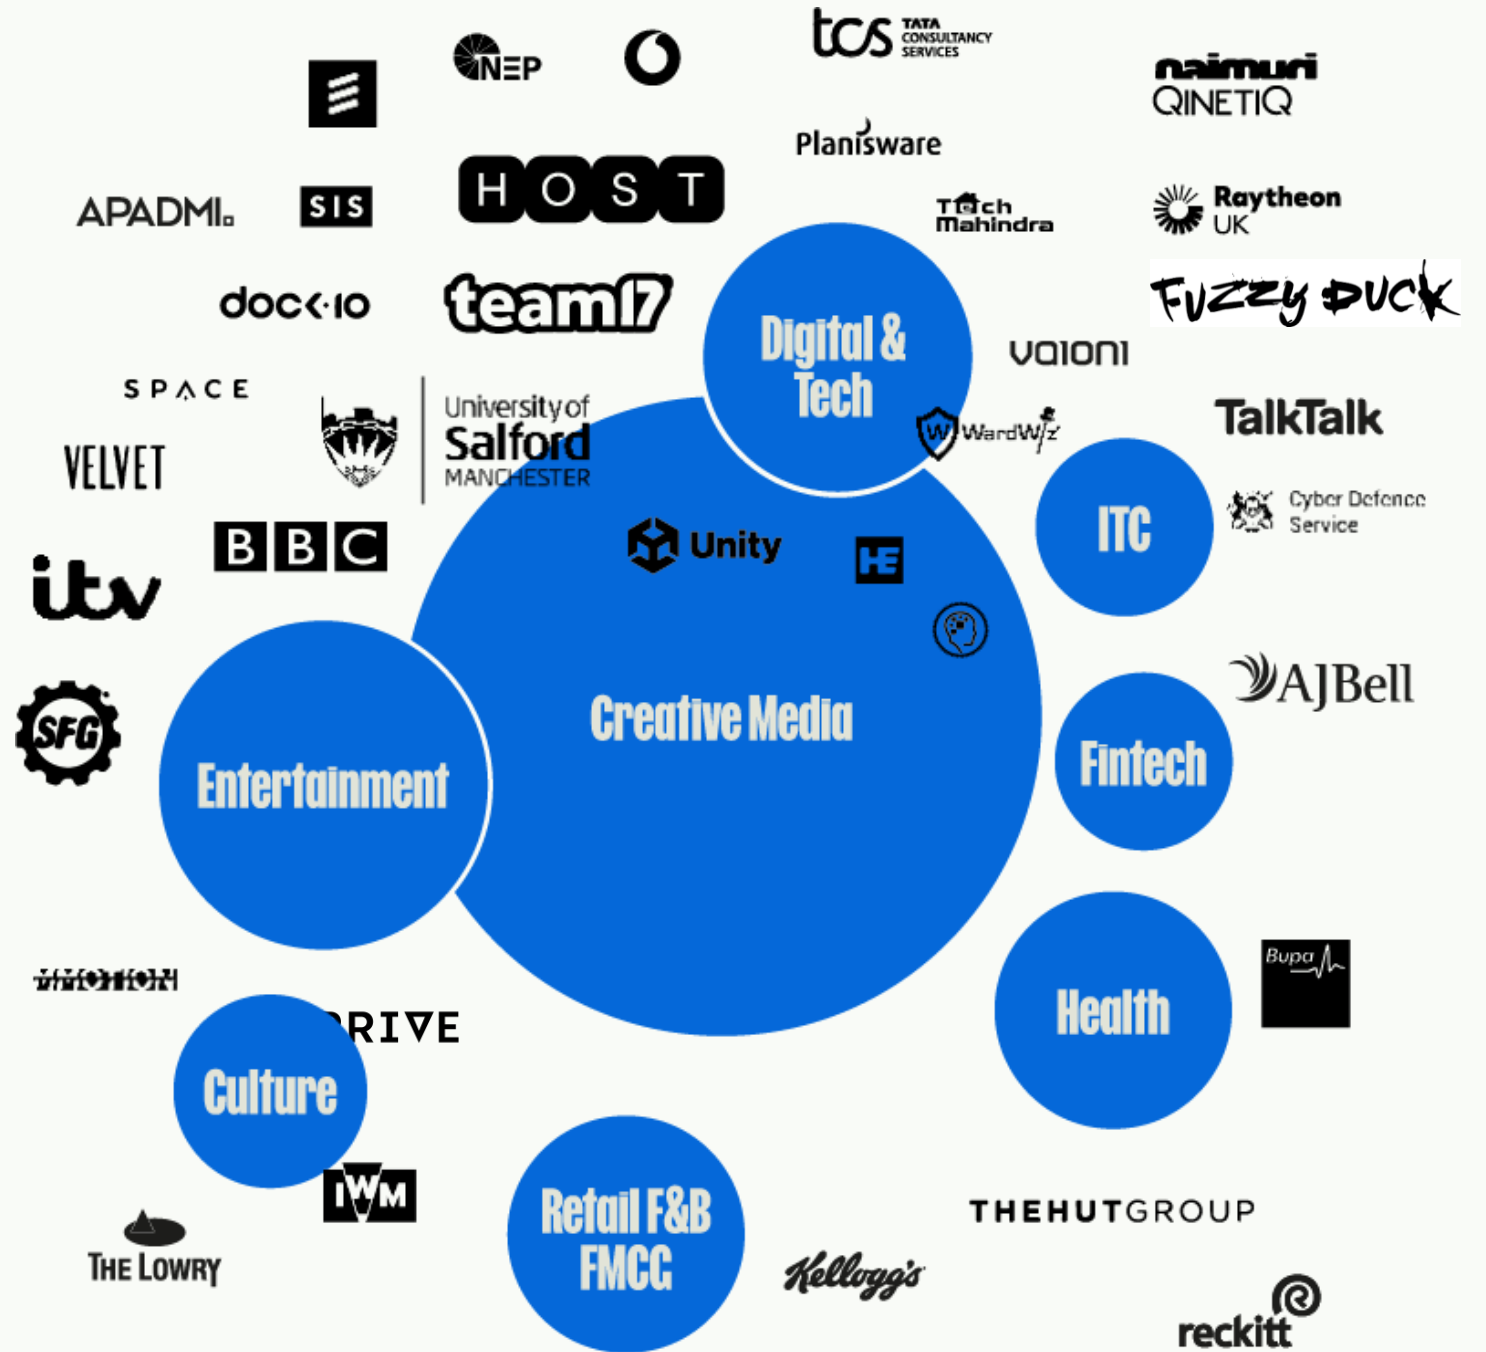 tcs TATA
CONSULTANCY
SERVICES
NEP
naimuri
QINETIQ
Planisware
HOST
SIS
APADMI
Tech
Mahindra
Raytheon
UK
dock10
team17
FUZZY DUCK
Digital &
Tech
vaioni
SPACE
University of
Salford
MANCHESTER
W WardWiz
TalkTalk
VELVET
ITC
Cyber Defence
Service
BBC
Unity
HE
itv
AJBell
SFG
Creative Media
Fintech
Entertainment
Bupa
Health
RIVE
Culture
IWM
Retail F&B
FMCG
THEHUTGROUP
THE LOWRY
Kellogg's
reckitt